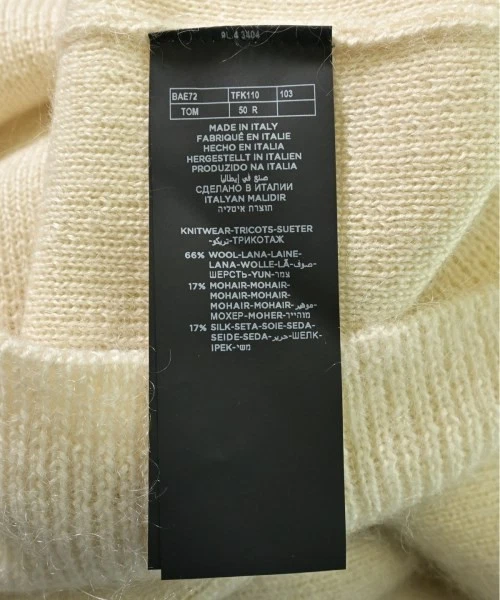 BAE72 TFK110 103
TOM 50 R
MADE IN ITALY
FABRIQUÉ EN ITALIE
HECHO EN ITALIA
HERGESTELLT IN ITALIEN
PRODUZIDO NA ITALIA
صنع في إيطاليا
СДЕЛАНО В ИТАЛИИ
ITALYAN MALIDIR
תוצרת איטליה
KNITWEAR-TRICOTS-SUETER
تريكو-ТРИКОТАЖ
66% WOOL-LANA-LAINE-
LANA-WOLLE-LÃ-صوف-
ШЕРСТЬ-YUN-צמר
17% MOHAIR-MOHAIR-
MOHAIR-MOHAIR-
MOHAIR-MOHAIR-موهير-
МОХЕР-MOHER-מוהייר
17% SILK-SETA-SOIE-SEDA-
SEIDE-SEDA-حرير-ШЕЛК-
IPEK-משי